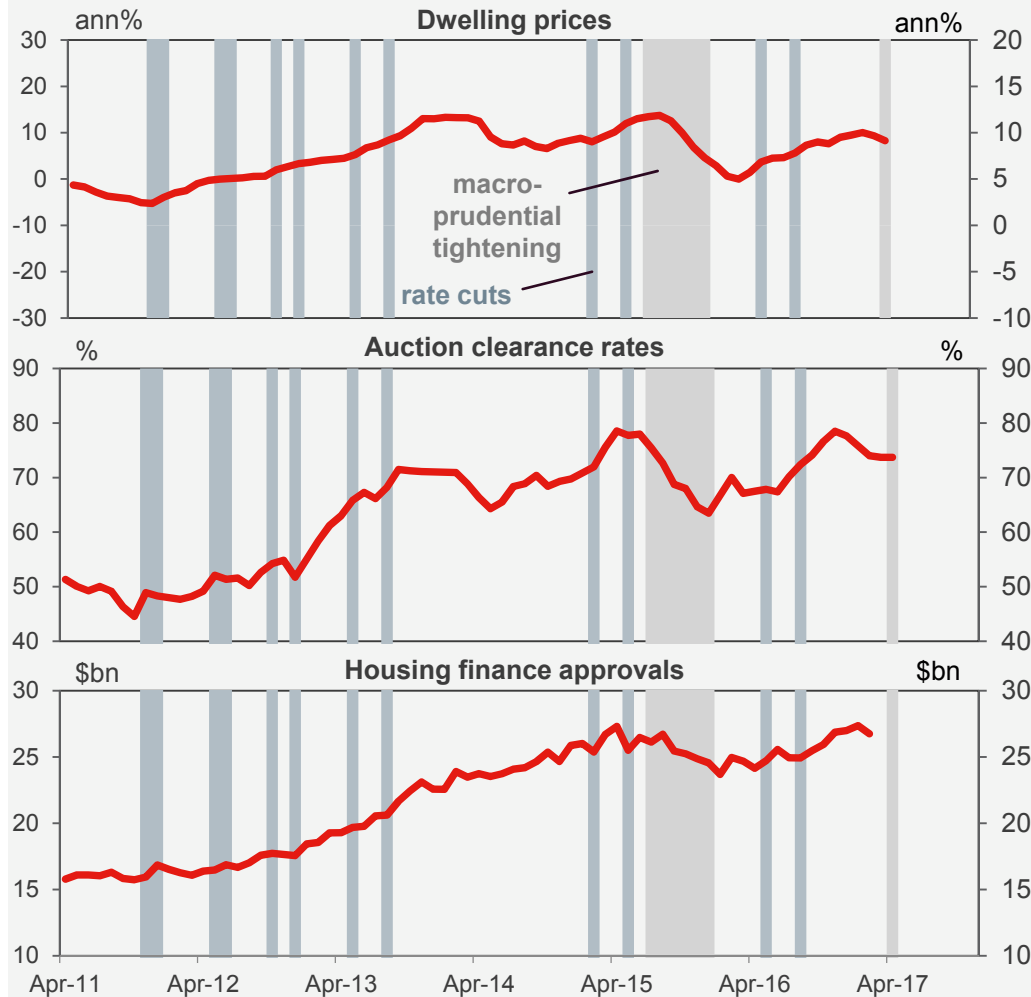 Dwelling prices
ann%
ann%
30
20
20
15
10
10
0
5
-10
0
-20
-5
-30
-10
macro-
prudential
tightening
rate cuts
Auction clearance rates
%
%
90
90
80
80
70
70
60
60
50
50
40
40
Housing finance approvals
$bn
$bn
30
30
25
25
20
20
15
15
10
10
Apr-11
Apr-12
Apr-13
Apr-14
Apr-15
Apr-16
Apr-17